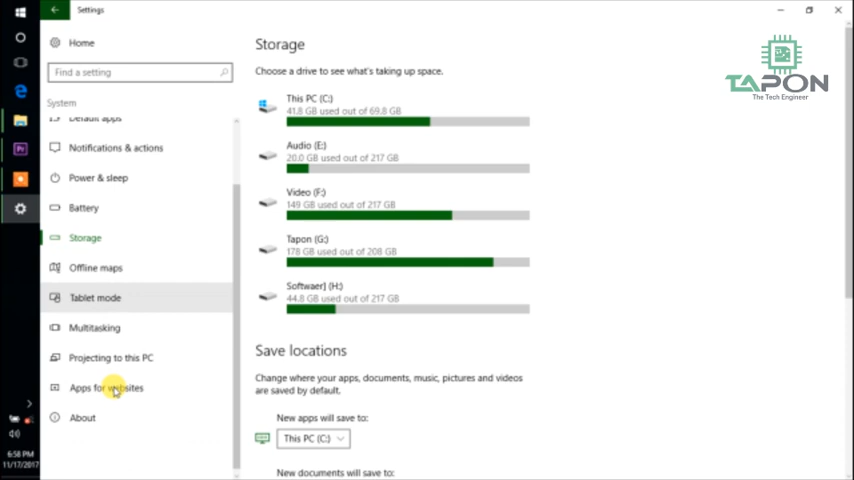 Settings
Home
Find a setting
System
Default apps
Notifications & actions
Power & sleep
Battery
Storage
Offline maps
Tablet mode
Multitasking
Projecting to this PC
Apps for websites
About
6:58 PM
11/17/2017
Storage
Choose a drive to see what's taking up space.
This PC (C:)
41.8 GB used out of 69.8 GB
Audio (E:)
20.0 GB used out of 217 GB
Video (F:)
149 GB used out of 217 GB
Tapon (G:)
178 GB used out of 208 GB
Softwaer] (H:)
44.8 GB used out of 217 GB
Save locations
Change where your apps, documents, music, pictures and videos
are saved by default.
New apps will save to:
This PC (C:)
New documents will save to:
TAPON
The Tech Engineer
Pr